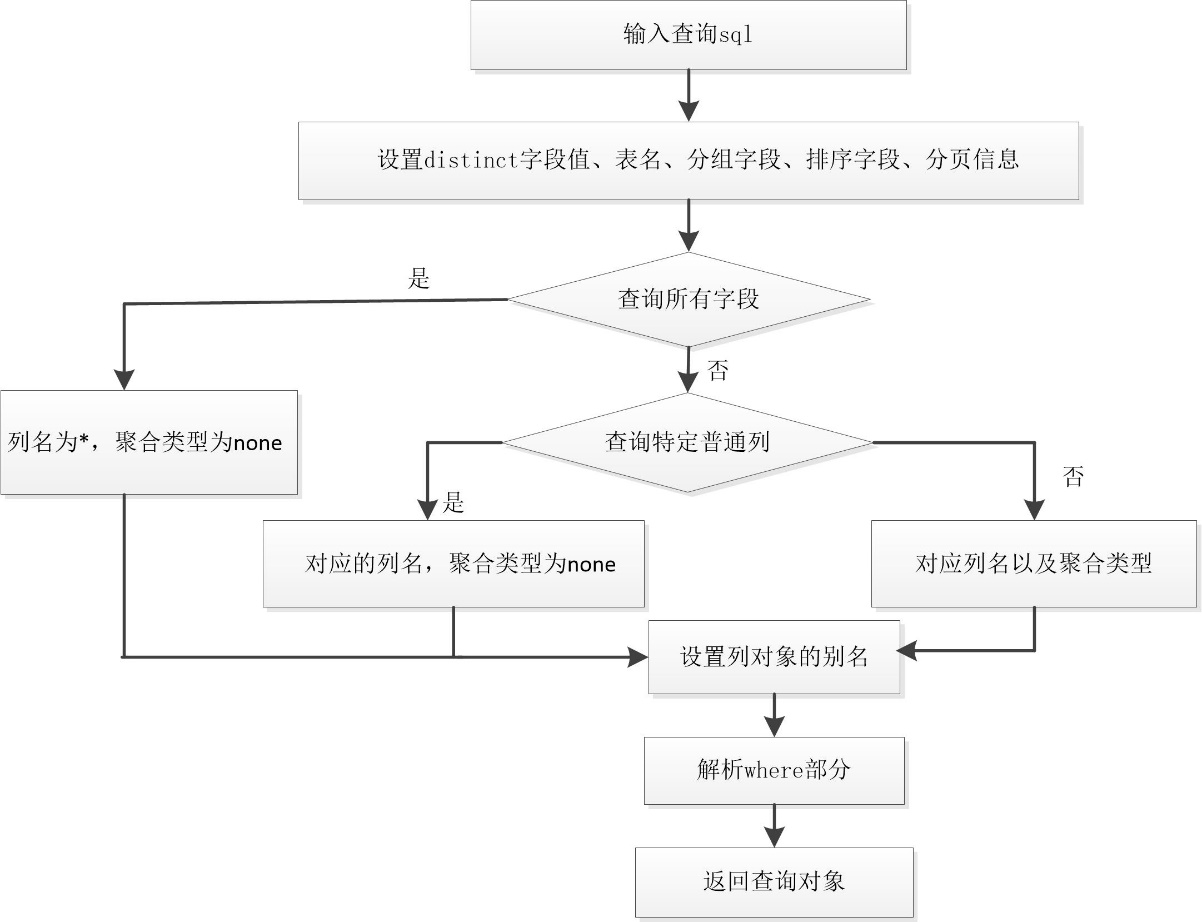 输入查询sql
设置distinct字段值、表名、分组字段、排序字段、分页信息
是
查询所有字段
否
列名为*，聚合类型为none
查询特定普通列
否
是
对应的列名，聚合类型为none
对应列名以及聚合类型
设置列对象的别名
解析where部分
返回查询对象